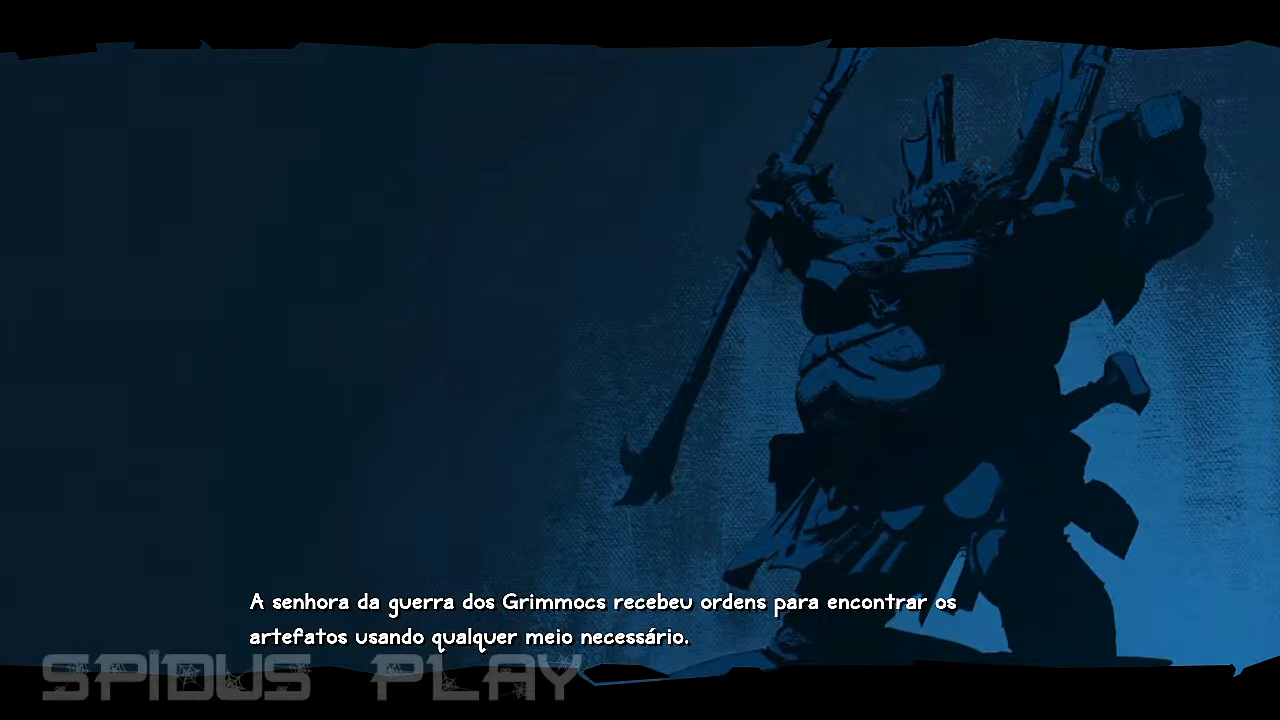 A senhora da guerra dos Grimmocs recebeu ordens para encontrar os
artefatos usando qualquer meio necessário.
SPIDUS PLAY